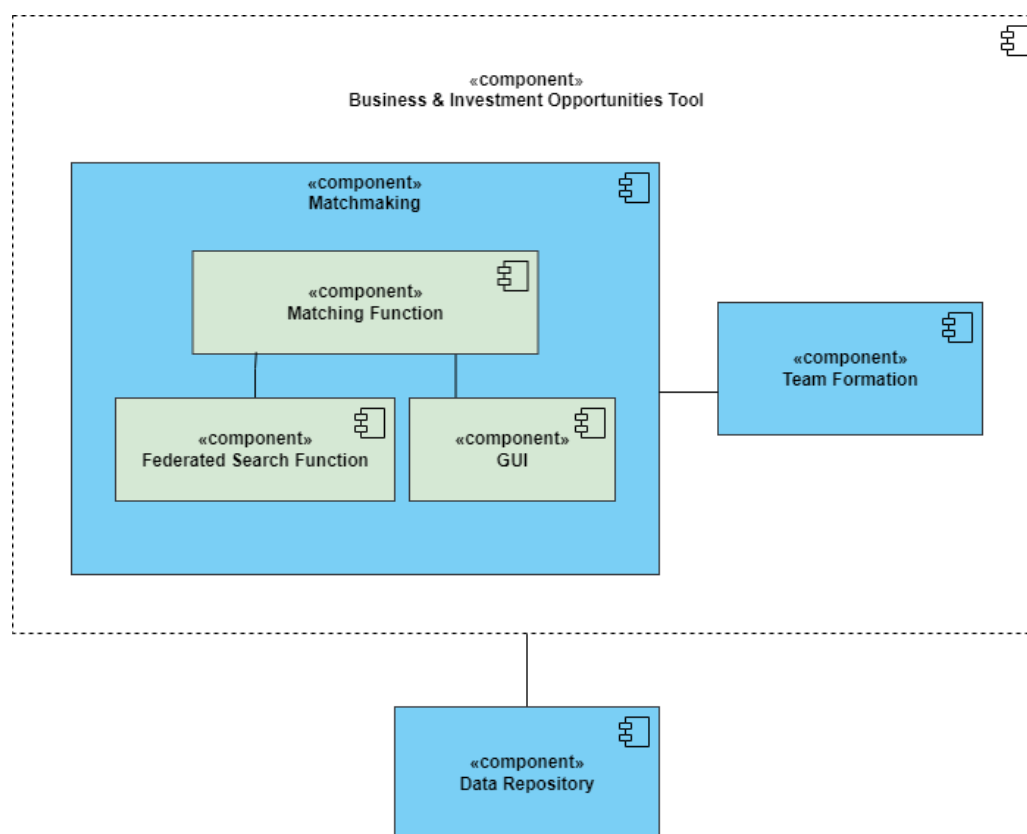 «component»
Business & Investment Opportunities Tool
«component»
Matchmaking
«component»
Matching Function
«component»
Federated Search Function
«component»
GUI
«component»
Team Formation
«component»
Data Repository